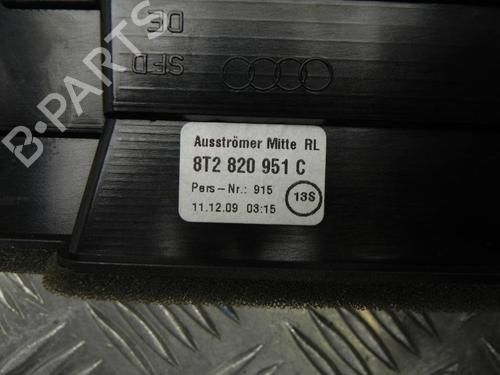 DE
SFD
B-PARTS
Ausströmer Mitte RL
8T2 820 951 C
Pers-Nr.: 915
11.12.09 03:15
13S